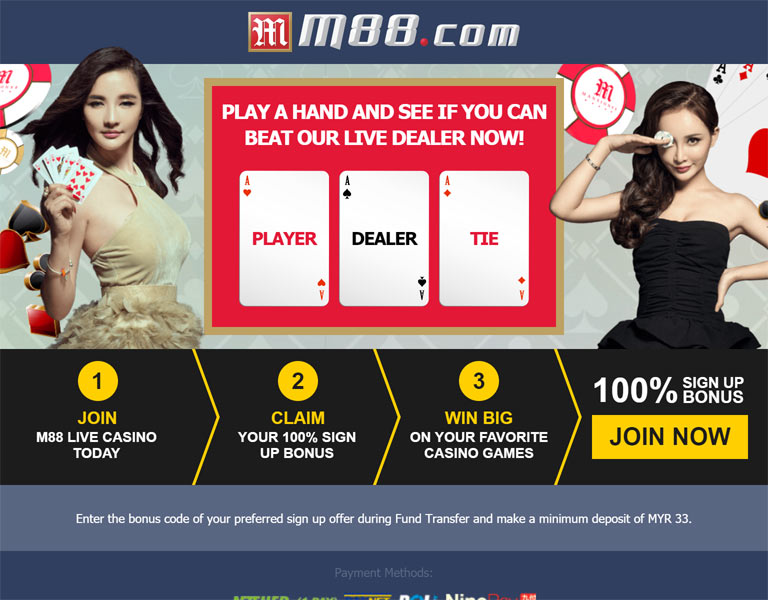 M m88.com
PLAY A HAND AND SEE IF YOU CAN
BEAT OUR LIVE DEALER NOW!
A A A
PLAYER DEALER TIE
A A A
1 2 3
JOIN
M88 LIVE CASINO
TODAY
CLAIM
YOUR 100% SIGN
UP BONUS
WIN BIG
ON YOUR FAVORITE
CASINO GAMES
100% SIGN UP
BONUS
JOIN NOW
Enter the bonus code of your preferred sign up offer during Fund Transfer and make a minimum deposit of MYR 33.
Payment Methods: